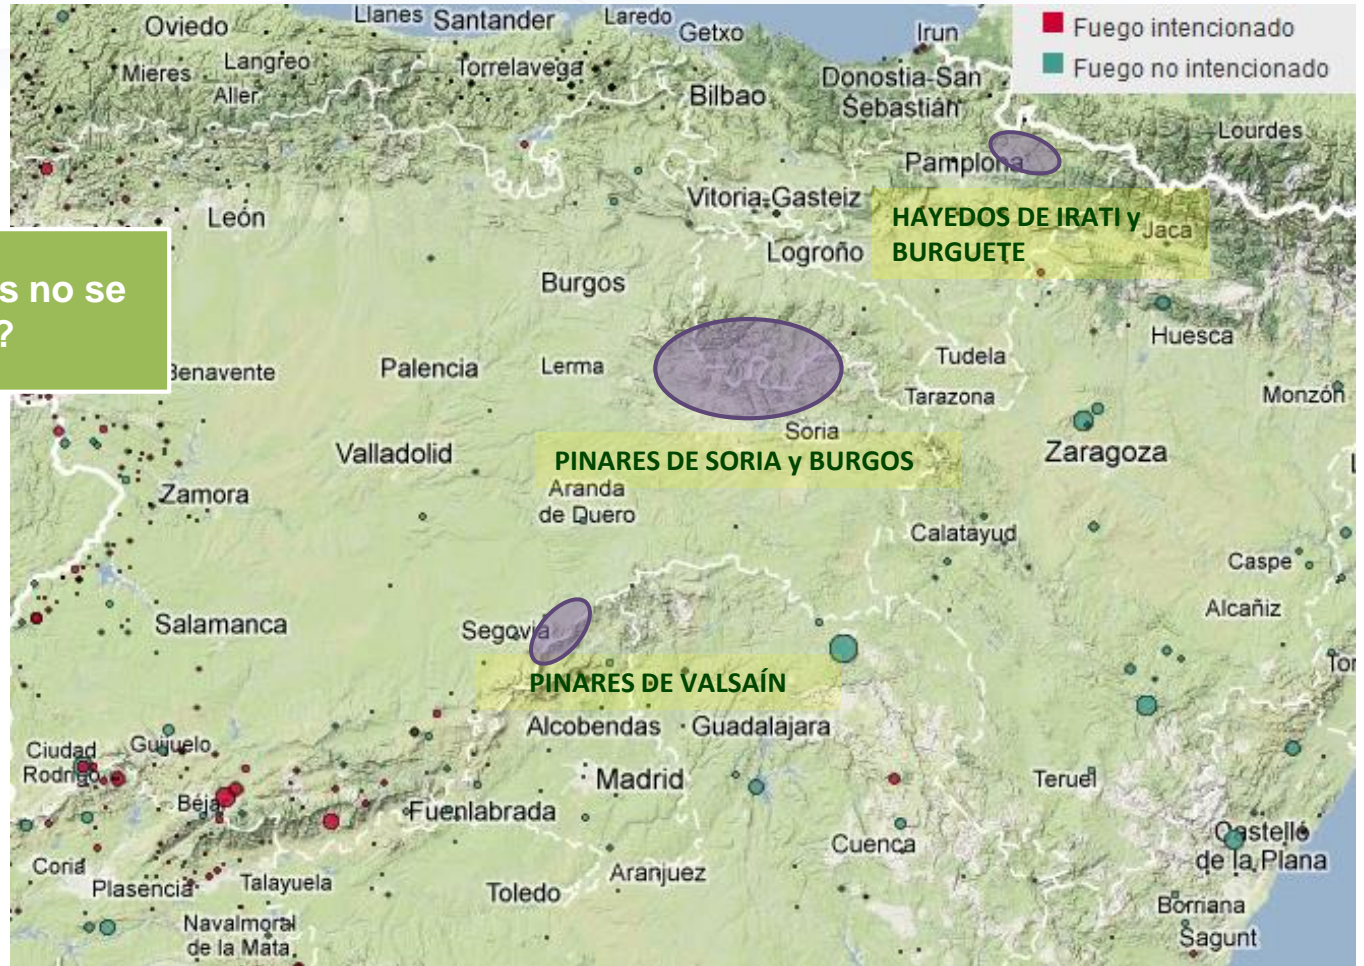 Fuego intencionado
Fuego no intencionado
Oviedo
Llanes
Santander
Laredo
Getxo
Irun
Mieres
Langreo
Aller
Torrelavega
Bilbao
Donostia-San
Sebastián
Lourdes
Pamplona
León
Vitoria-Gasteiz
HAYEDOS DE IRATI y
BURGUETE
Jaca
Logroño
s no se
?
Burgos
Huesca
Benavente
Palencia
Lerma
Tudela
Tarazona
Monzón
Soria
Valladolid
Zaragoza
PINARES DE SORIA y BURGOS
Zamora
Aranda
de Duero
Calatayud
Caspe
Alcañiz
Salamanca
Segovia
Tor
PINARES DE VALSAÍN
Alcobendas
Guadalajara
Ciudad
Rodrigo
Guijuelo
Madrid
Teruel
Béja
Fuenlabrada
Cuenca
Castelló
de la Plana
Coria
Plasencia
Talayuela
Toledo
Aranjuez
Navalmoral
de la Mata
Borriana
Sagunt